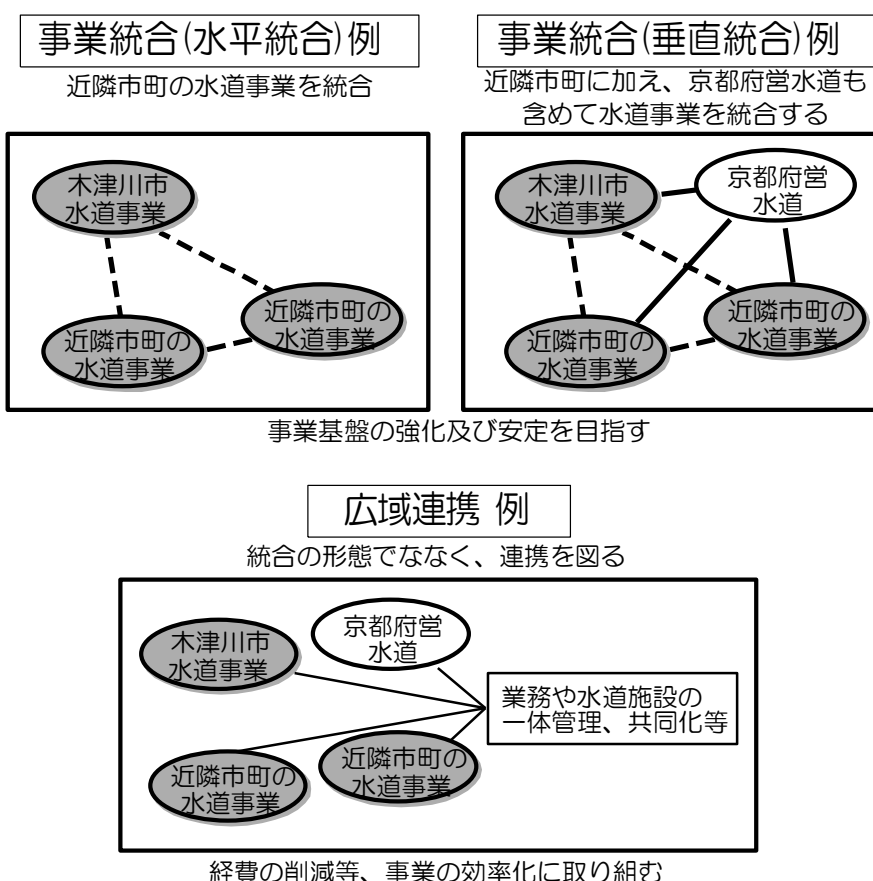 事業統合(水平統合)例
近隣市町の水道事業を統合
木津川市
水道事業
近隣市町の
水道事業
近隣市町の
水道事業
事業統合(垂直統合)例
近隣市町に加え、京都府営水道も
含めて水道事業を統合する
木津川市
水道事業
京都府営
水道
近隣市町の
水道事業
近隣市町の
水道事業
事業基盤の強化及び安定を目指す
広域連携 例
統合の形態でななく、連携を図る
木津川市
水道事業
京都府営
水道
業務や水道施設の
一体管理、共同化等
近隣市町の
水道事業
近隣市町の
水道事業
経費の削減等、事業の効率化に取り組む